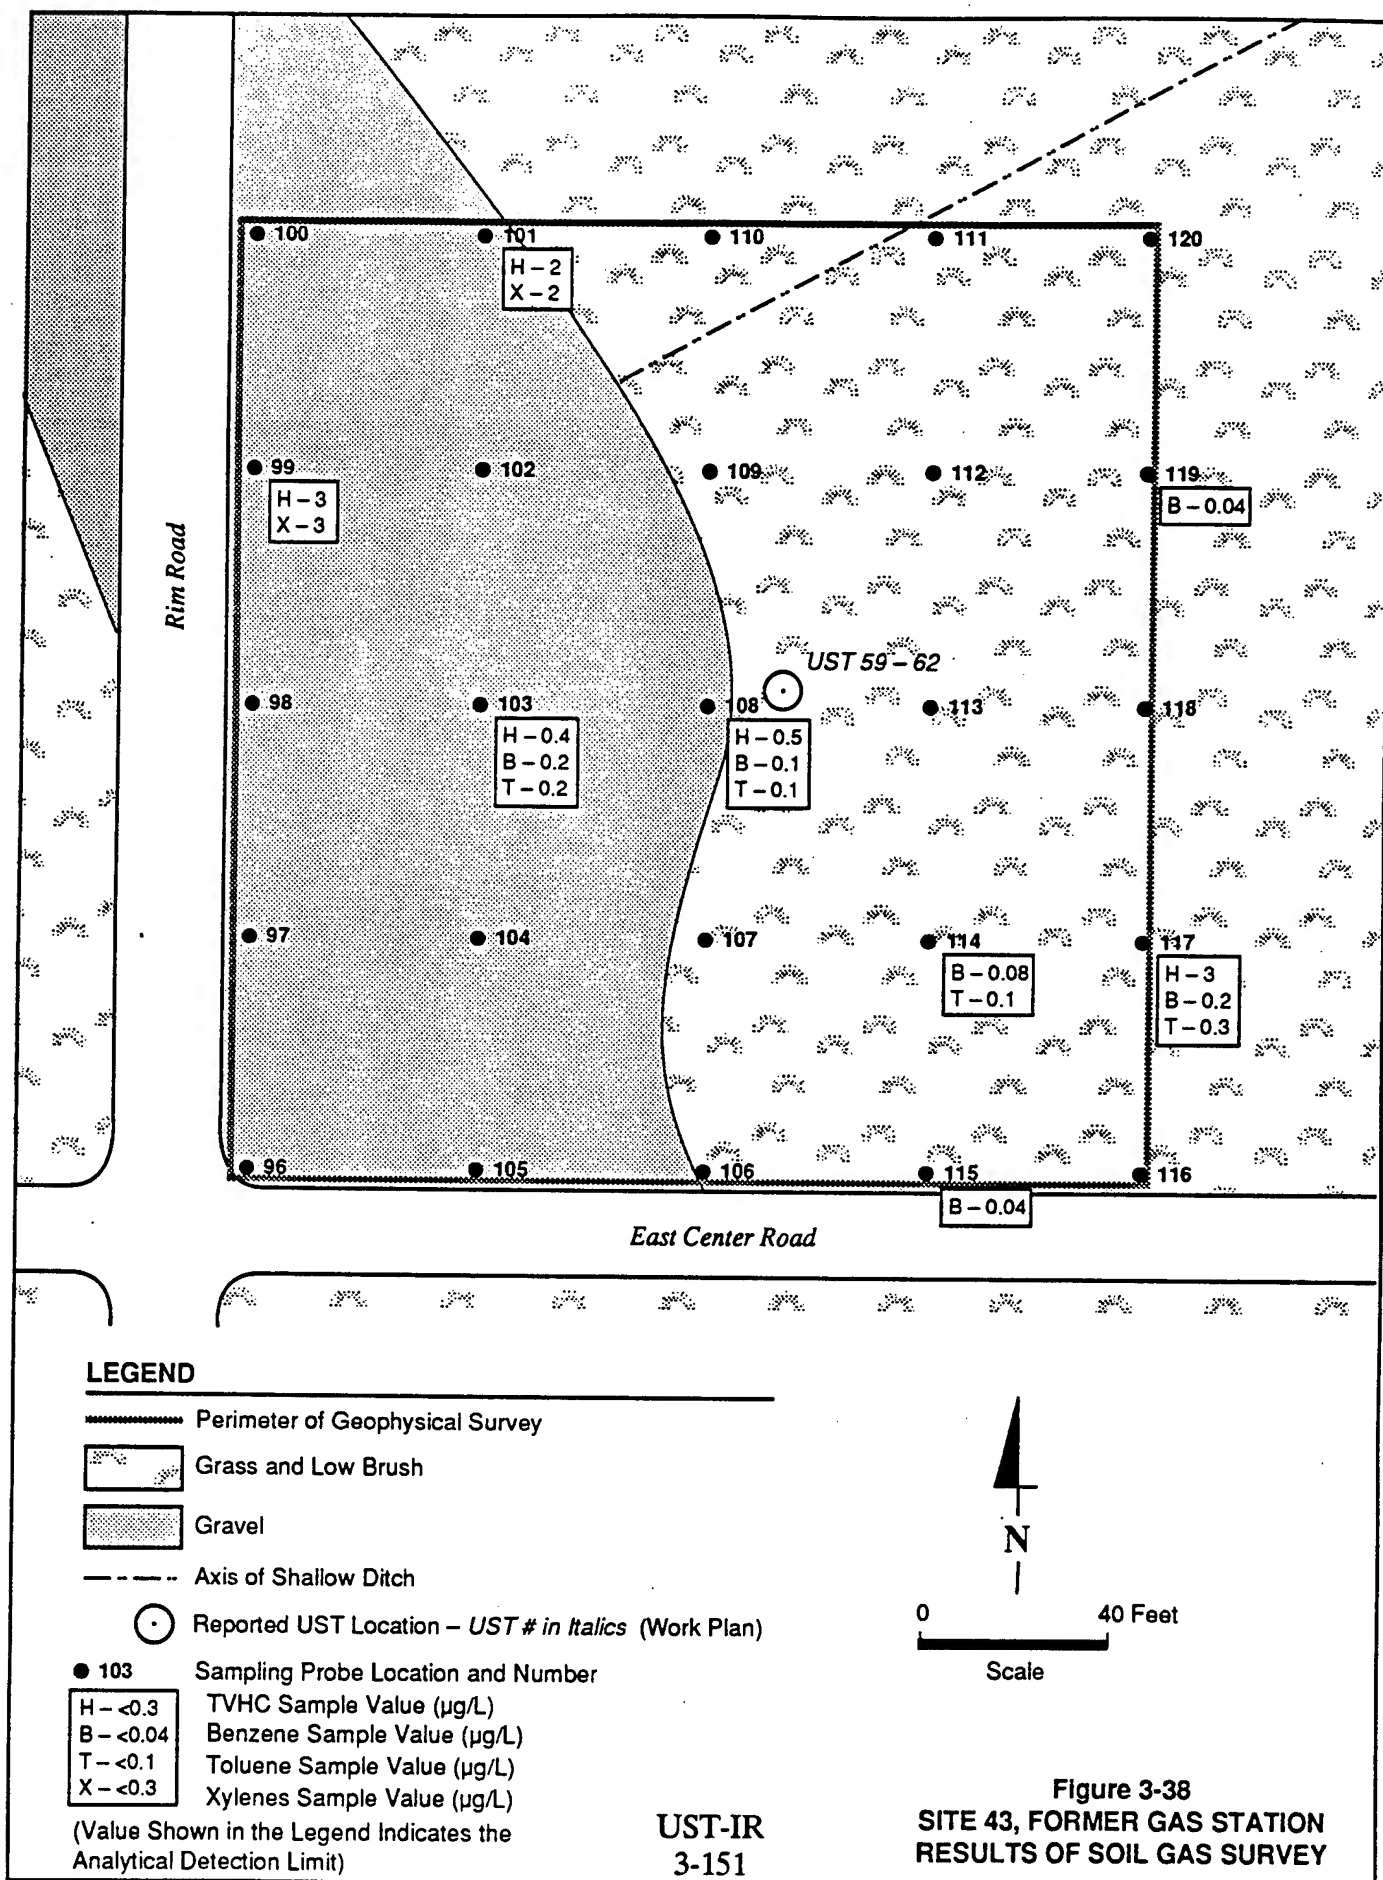 100
101
110
111
120
H – 2
X – 2
99
102
109
112
119
H – 3
X – 3
B – 0.04
Rim Road
UST 59 – 62
98
103
108
113
118
H – 0.4
B – 0.2
T – 0.2
H – 0.5
B – 0.1
T – 0.1
97
104
107
114
117
B – 0.08
T – 0.1
H – 3
B – 0.2
T – 0.3
96
105
106
115
116
B – 0.04
East Center Road
LEGEND
Perimeter of Geophysical Survey
Grass and Low Brush
Gravel
Axis of Shallow Ditch
Reported UST Location – UST # in Italics (Work Plan)
103 Sampling Probe Location and Number
H – <0.3 TVHC Sample Value (µg/L)
B – <0.04 Benzene Sample Value (µg/L)
T – <0.1 Toluene Sample Value (µg/L)
X – <0.3 Xylenes Sample Value (µg/L)
(Value Shown in the Legend Indicates the
Analytical Detection Limit)
N
0 40 Feet
Scale
UST-IR
3-151
Figure 3-38
SITE 43, FORMER GAS STATION
RESULTS OF SOIL GAS SURVEY